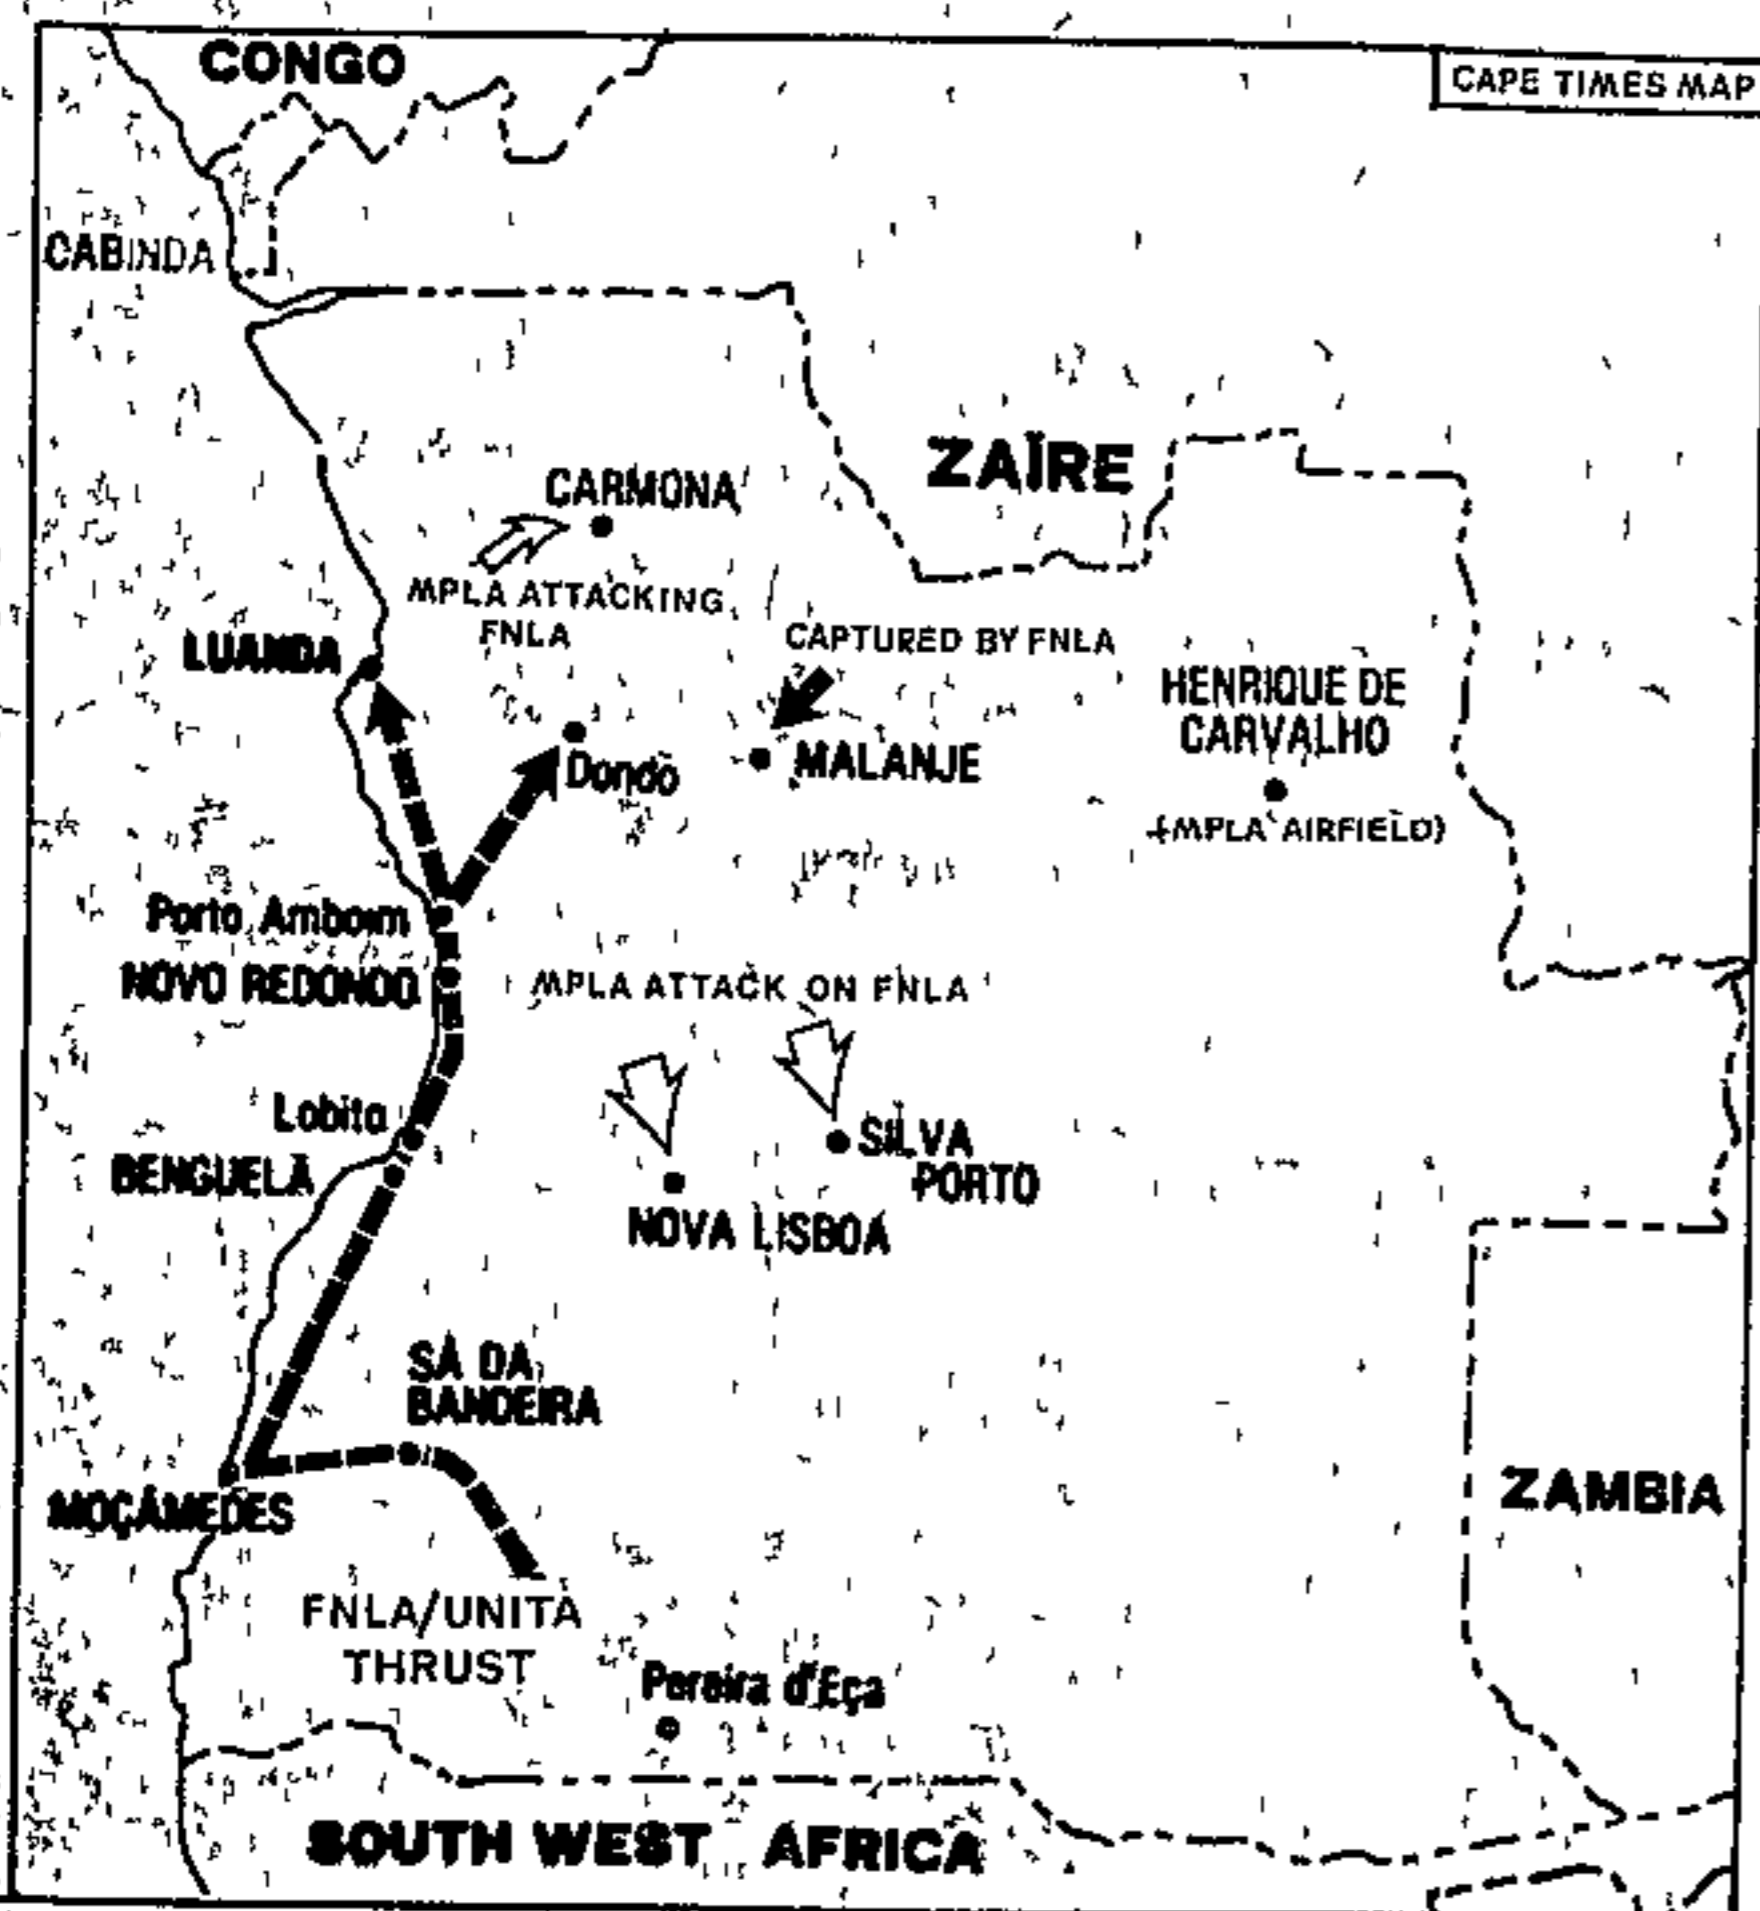 CONGO
CAPE TIMES MAP
CABINDA
ZAÏRE
CARMONA
MPLA ATTACKING
FNLA
LUANDA
CAPTURED BY FNLA
HENRIQUE DE
CARVALHO
(MPLA AIRFIELD)
Dondo
MALANJE
Porto Amboim
NOVO REDONDO
MPLA ATTACK ON FNLA
Lobito
BENGUELA
SILVA
PORTO
NOVA LISBOA
SÁ DA
BANDEIRA
MOÇÂMEDES
ZAMBIA
FNLA/UNITA
THRUST
Pereira d'Eça
SOUTH WEST AFRICA